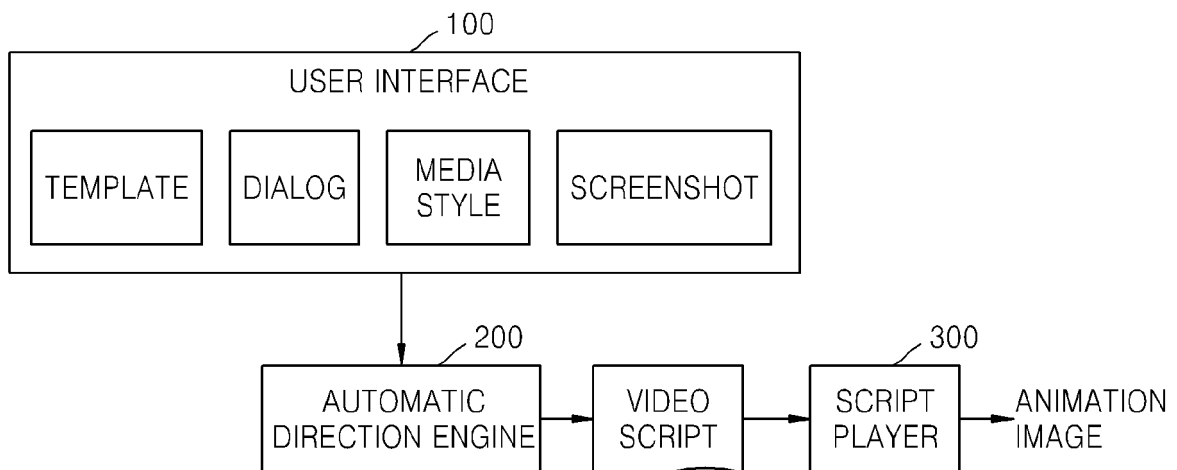 100
USER INTERFACE
TEMPLATE
DIALOG
MEDIA
STYLE
SCREENSHOT
200
300
AUTOMATIC
DIRECTION ENGINE
VIDEO
SCRIPT
SCRIPT
PLAYER
ANIMATION
IMAGE